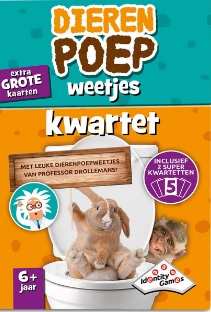 DIEREN
POEP
weetjes
extra
GROTE
kaarten
kwartet
MET LEUKE DIERENPOEPWEETJES
VAN PROFESSOR DROLLEMANS!
INCLUSIEF
2 SUPER
KWARTETTEN
5
6+
jaar
Identity
Games